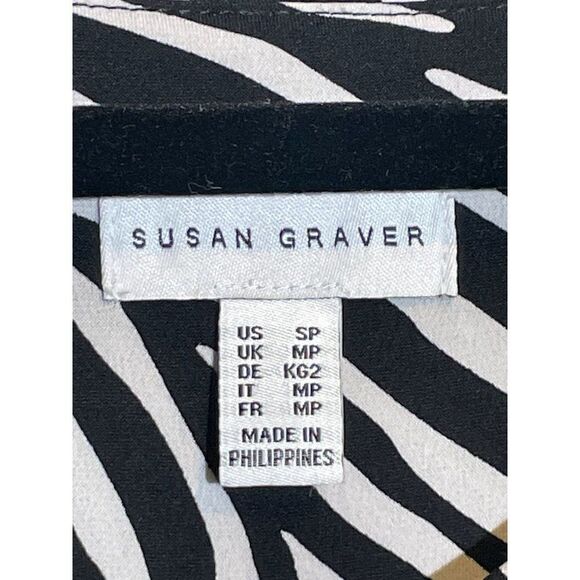 SUSAN GRAVER
US SP
UK MP
DE KG2
IT MP
FR MP
MADE IN
PHILIPPINES